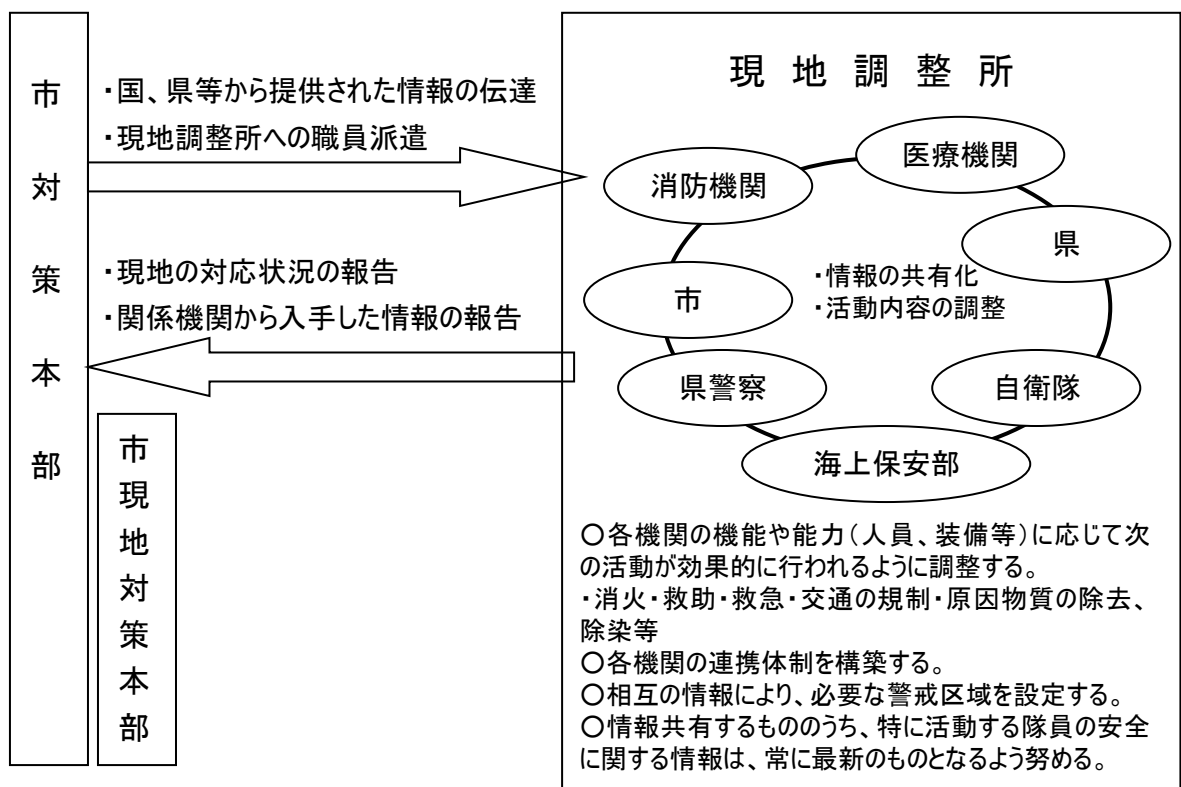 市対策本部
・国、県等から提供された情報の伝達
・現地調整所への職員派遣
・現地の対応状況の報告
・関係機関から入手した情報の報告
市現地対策本部
現地調整所
医療機関
消防機関
県
・情報の共有化
・活動内容の調整
市
県警察
自衛隊
海上保安部
○各機関の機能や能力（人員、装備等）に応じて次
の活動が効果的に行われるように調整する。
・消火・救助・救急・交通の規制・原因物質の除去、
除染等
○各機関の連携体制を構築する。
○相互の情報により、必要な警戒区域を設定する。
○情報共有するもののうち、特に活動する隊員の安全
に関する情報は、常に最新のものとなるよう努める。